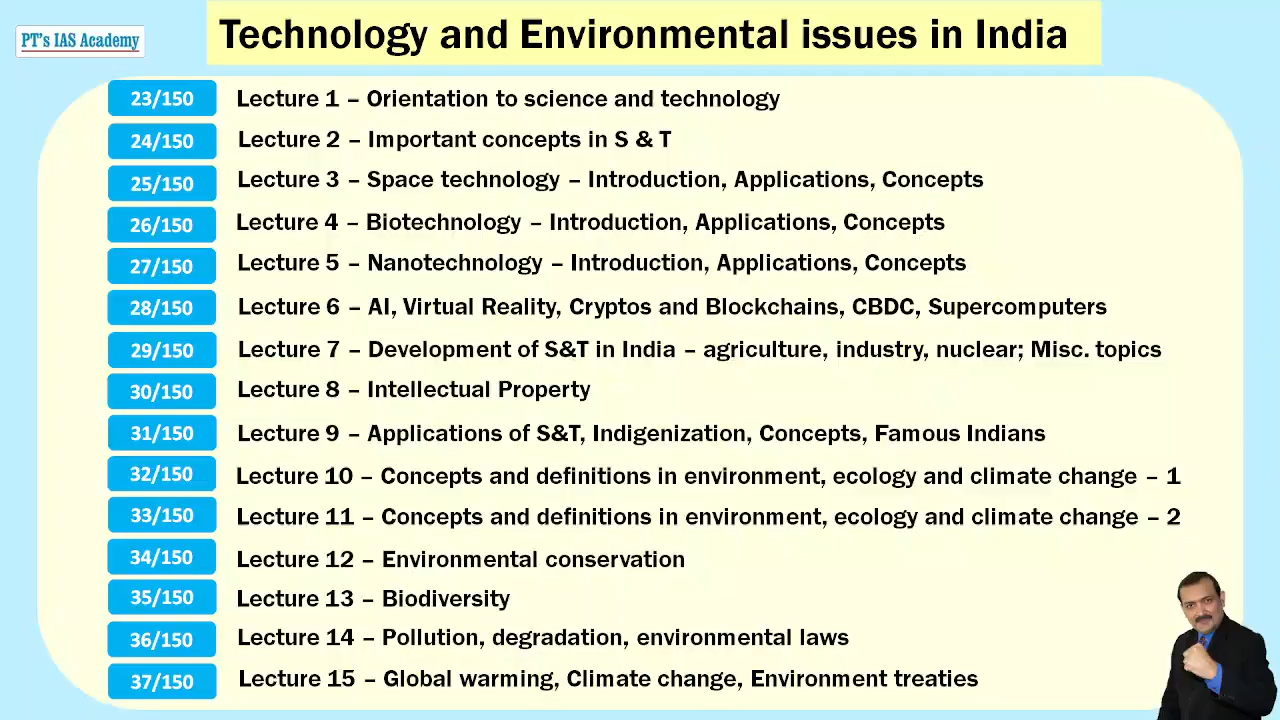 PT's IAS Academy
Technology and Environmental issues in India
23/150 Lecture 1 – Orientation to science and technology
24/150 Lecture 2 – Important concepts in S & T
25/150 Lecture 3 – Space technology – Introduction, Applications, Concepts
26/150 Lecture 4 – Biotechnology – Introduction, Applications, Concepts
27/150 Lecture 5 – Nanotechnology – Introduction, Applications, Concepts
28/150 Lecture 6 – AI, Virtual Reality, Cryptos and Blockchains, CBDC, Supercomputers
29/150 Lecture 7 – Development of S&T in India – agriculture, industry, nuclear; Misc. topics
30/150 Lecture 8 – Intellectual Property
31/150 Lecture 9 – Applications of S&T, Indigenization, Concepts, Famous Indians
32/150 Lecture 10 – Concepts and definitions in environment, ecology and climate change – 1
33/150 Lecture 11 – Concepts and definitions in environment, ecology and climate change – 2
34/150 Lecture 12 – Environmental conservation
35/150 Lecture 13 – Biodiversity
36/150 Lecture 14 – Pollution, degradation, environmental laws
37/150 Lecture 15 – Global warming, Climate change, Environment treaties